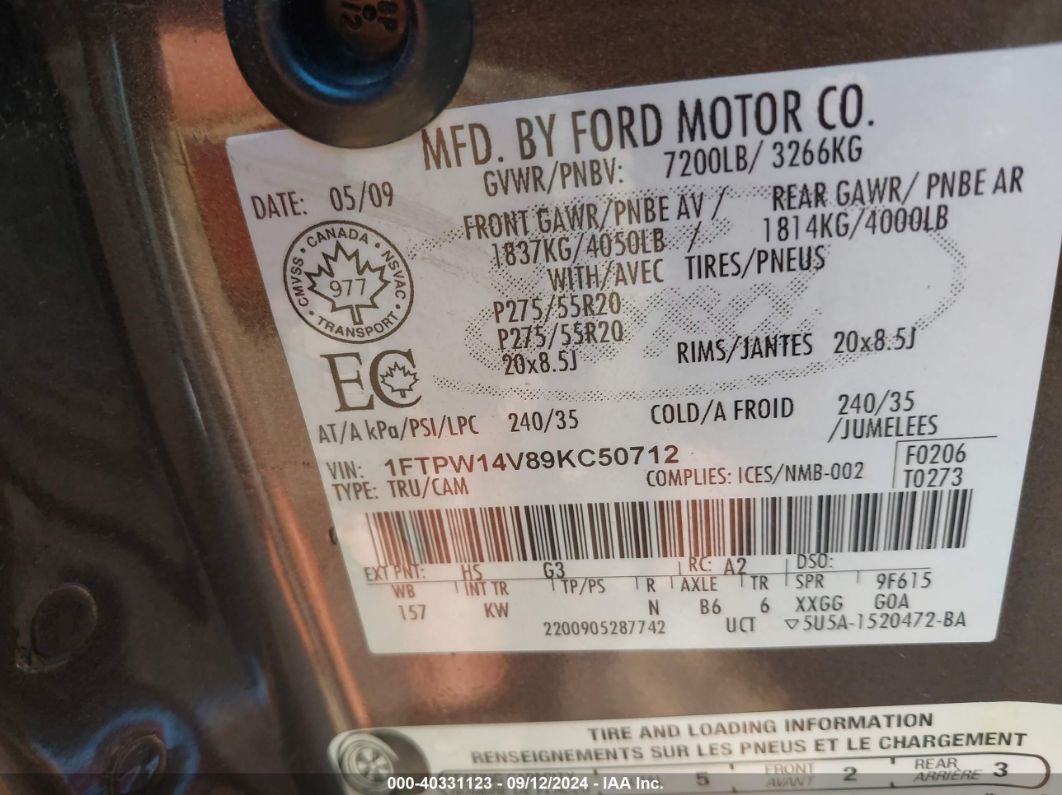 MFD. BY FORD MOTOR CO.
DATE: 05/09
GVWR/PNBV: 7200LB/ 3266KG
FRONT GAWR/PNBE AV / REAR GAWR/ PNBE AR
1837KG/4050LB / 1814KG/4000LB
WITH/AVEC TIRES/PNEUS
P275/55R20
P275/55R20
20x8.5J RIMS/JANTES 20x8.5J
CMVSS • CANADA • NSVAC • TRANSPORT •
977
EC
AT/A kPa/PSI/LPC 240/35 COLD/A FROID 240/35
/JUMELEES
VIN: 1FTPW14V89KC50712
F0206
TYPE: TRU/CAM COMPLIES: ICES/NMB-002 T0273
EXT PNT: HS G3 RC: A2 DSO:
WB INT TR TP/PS R AXLE TR SPR 9F615
157 KW N B6 6 XXGG GOA
2200905287742 UCT ▽5U5A-1520472-BA
TIRE AND LOADING INFORMATION
RENSEIGNEMENTS SUR LES PNEUS ET LE CHARGEMENT
5 FRONT AVANT 2 REAR ARRIÈRE 3
000-40331123 - 09/12/2024 - IAA Inc.